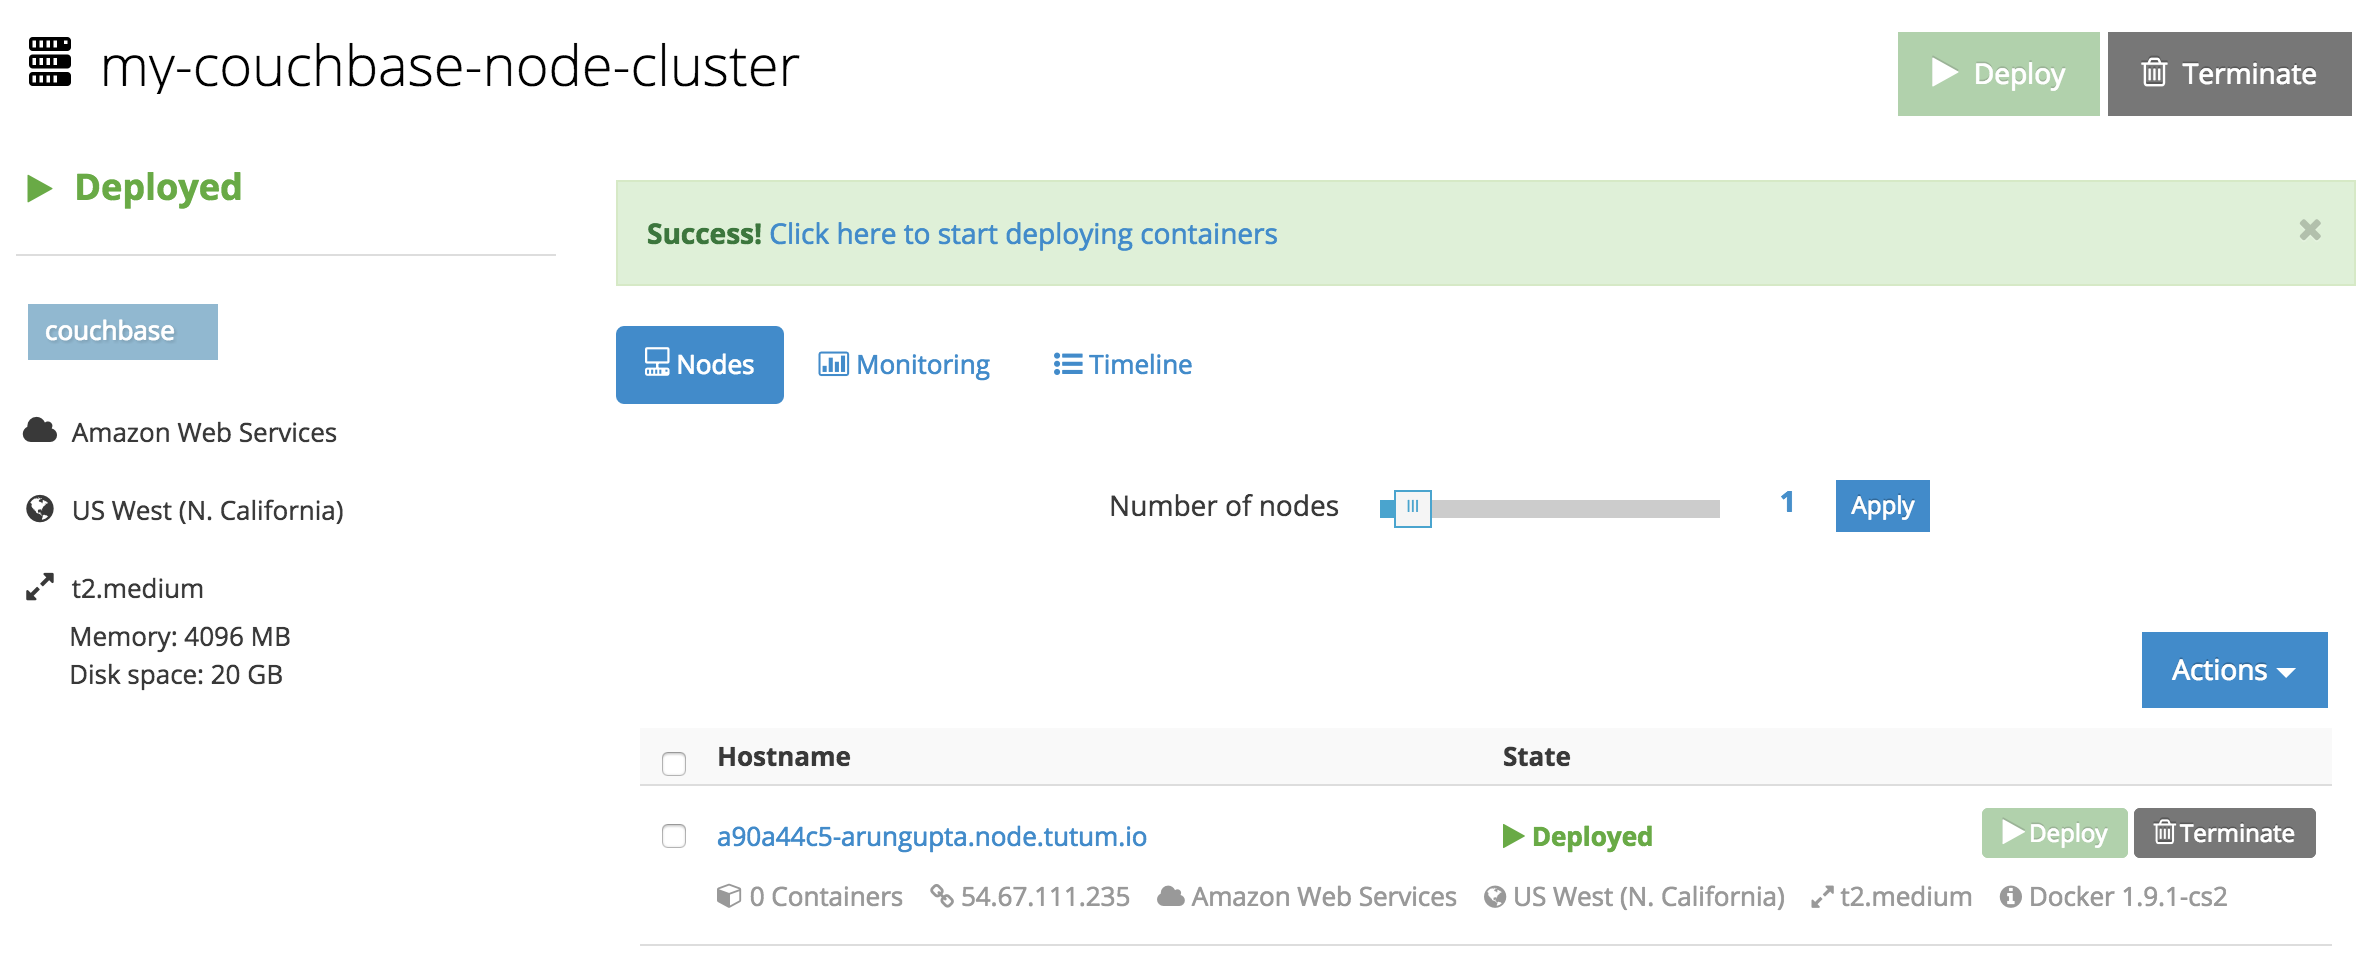 my-couchbase-node-cluster
Deploy
Terminate
Deployed
Success! Click here to start deploying containers
couchbase
Nodes
Monitoring
Timeline
Amazon Web Services
US West (N. California)
t2.medium
Memory: 4096 MB
Disk space: 20 GB
Number of nodes
1
Apply
Actions
Hostname
State
a90a44c5-arungupta.node.tutum.io
Deployed
Deploy
Terminate
0 Containers
54.67.111.235
Amazon Web Services
US West (N. California)
t2.medium
Docker 1.9.1-cs2